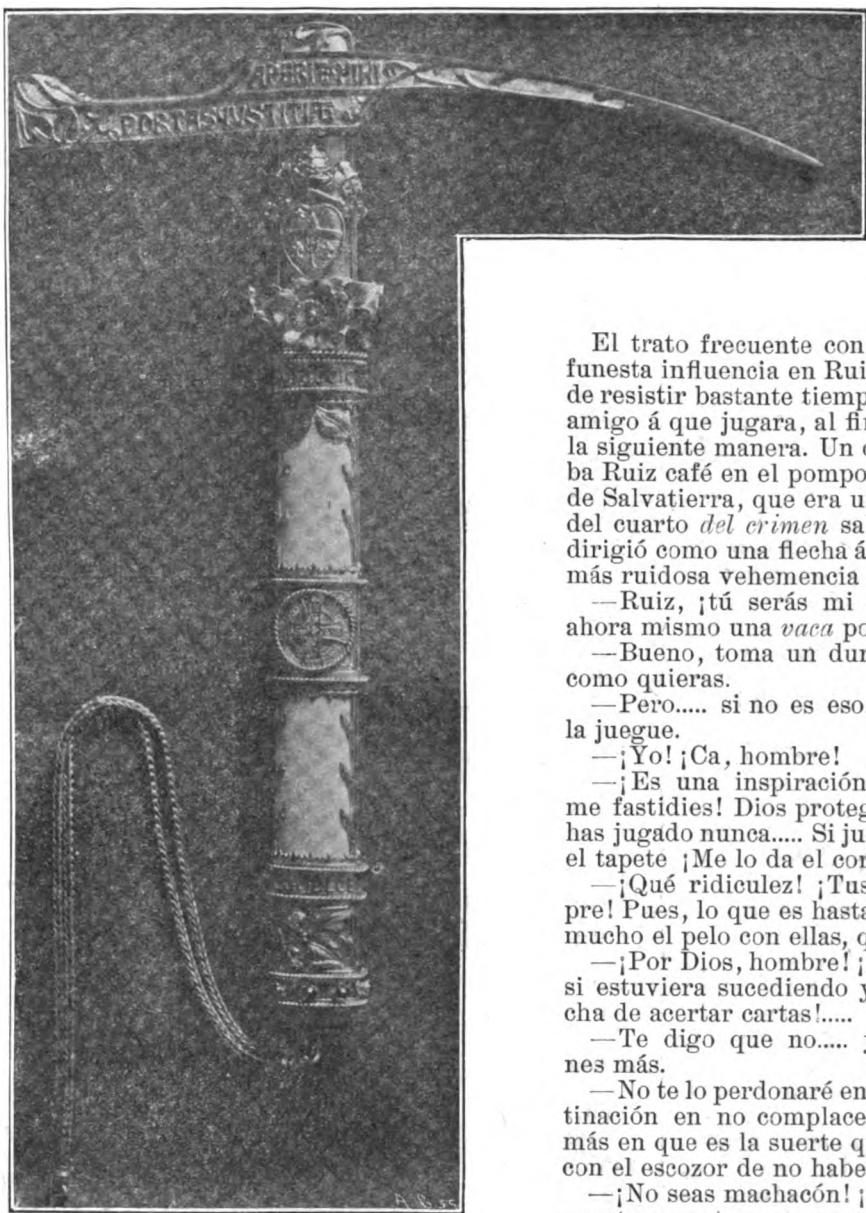 APERITE MIHI
PORTAS JUSTITIÆ
El trato frecuente con
funesta influencia en Rui
de resistir bastante tiemp
amigo á que jugara, al fin
la siguiente manera. Un
ba Ruiz café en el pompo
de Salvatierra, que era u
del cuarto del crimen sa
dirigió como una flecha á
más ruidosa vehemencia
—Ruiz, ¡tú serás mi
ahora mismo una vaca po
—Bueno, toma un dur
como quieras.
—Pero..... si no es eso
la juegue.
—¡Yo! ¡Ca, hombre!
—¡Es una inspiración
me fastidies! Dios proteg
has jugado nunca..... Si ju
el tapete ¡Me lo da el cor
—¡Qué ridiculez! ¡Tus
pre! Pues, lo que es hasta
mucho el pelo con ellas, q
—¡Por Dios, hombre! ¡
si estuviera sucediendo y
cha de acertar cartas!.....
—Te digo que no.....
nes más.
—No te lo perdonaré en
tinación en no complace
más en que es la suerte q
con el escozor de no habe
—¡No seas machacón! ¡